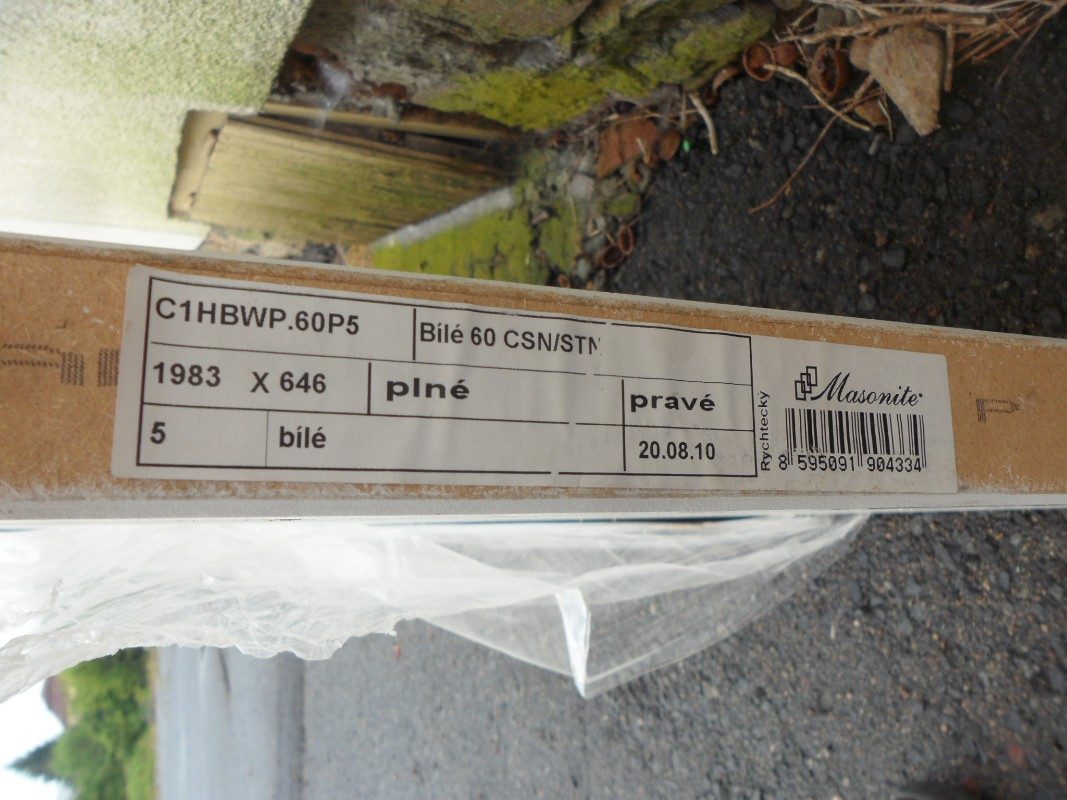 C1HBWP.60P5
Bílé 60 CSN/STN
1983 X 646
plné
pravé
5
bílé
20.08.10
Rychtecký
Masonite
8 595091 904334
P